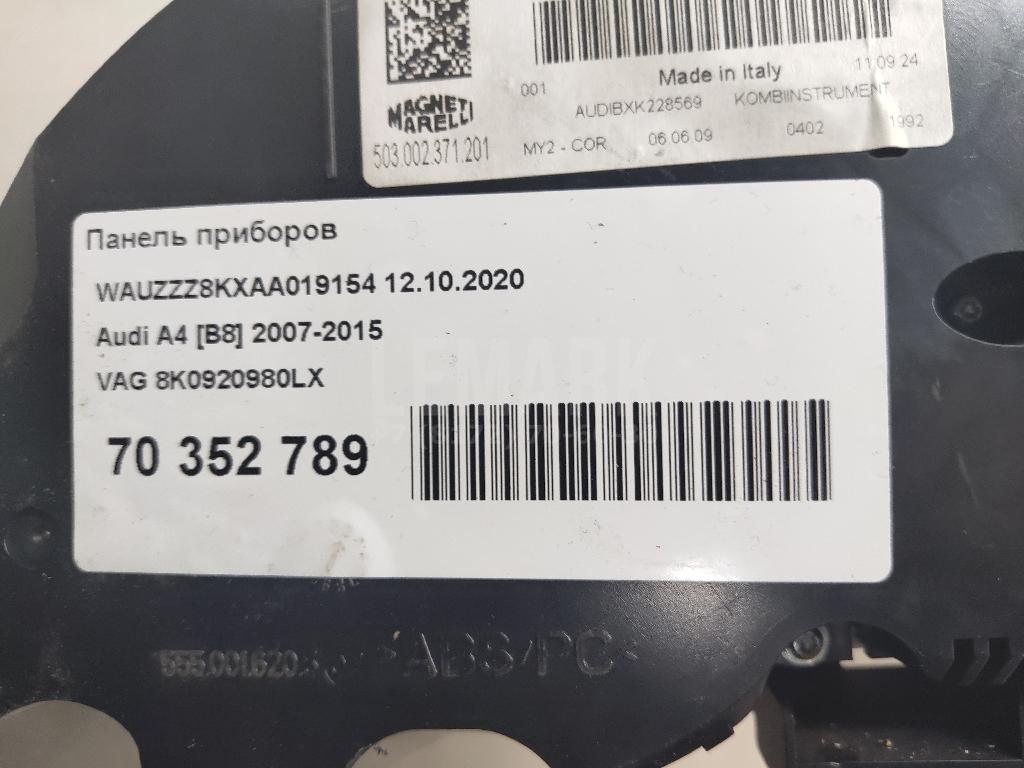 001
Made in Italy
11 09 24
AUDIBXK228569
KOMBIINSTRUMENT
MAGNETI
MARELLI
503.002.371.201
MY2 - COR
06.06.09
0402
1992
Панель приборов
WAUZZZ8KXAA019154 12.10.2020
Audi A4 [B8] 2007-2015
VAG 8K0920980LX
LEMARK
70 352 789
555.001.620
>ABS/PC<